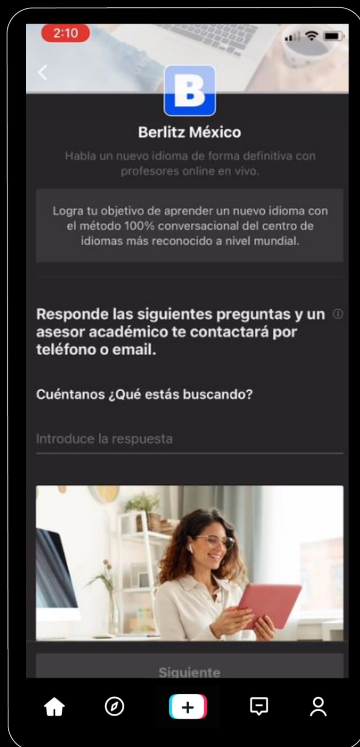 2:10
B
Berlitz México
Habla un nuevo idioma de forma definitiva con
profesores online en vivo.
Logra tu objetivo de aprender un nuevo idioma con
el método 100% conversacional del centro de
idiomas más reconocido a nivel mundial.
Responde las siguientes preguntas y un
asesor académico te contactará por
teléfono o email.
Cuéntanos ¿Qué estás buscando?
Introduce la respuesta
Siguiente